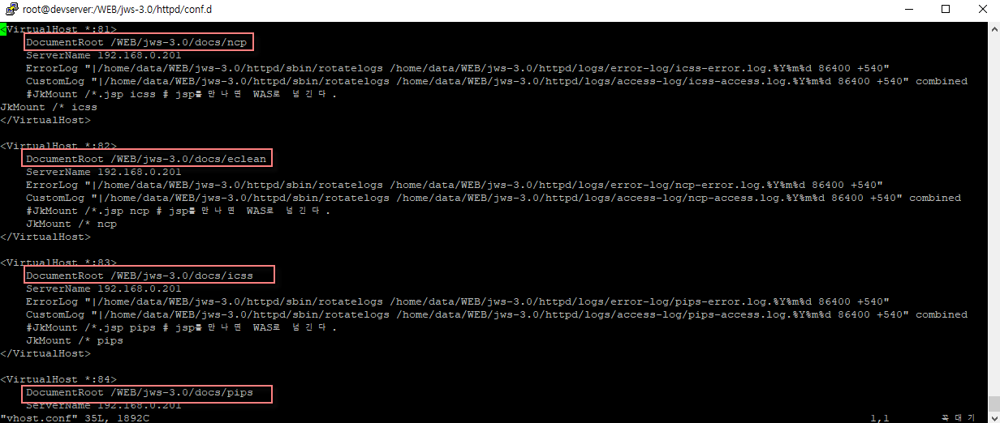 root@devserver:/WEB/jws-3.0/httpd/conf.d
<VirtualHost *:81>
    DocumentRoot /WEB/jws-3.0/docs/ncp
    ServerName 192.168.0.201
    ErrorLog "|/home/data/WEB/jws-3.0/httpd/sbin/rotatelogs /home/data/WEB/jws-3.0/httpd/logs/error-log/icss-error.log.%Y%m%d 86400 +540"
    CustomLog "|/home/data/WEB/jws-3.0/httpd/sbin/rotatelogs /home/data/WEB/jws-3.0/httpd/logs/access-log/icss-access.log.%Y%m%d 86400 +540" combined
    #JkMount /*.jsp icss # jsp를 만나면 WAS로 넘긴다.
JkMount /* icss
</VirtualHost>
<VirtualHost *:82>
    DocumentRoot /WEB/jws-3.0/docs/eclean
    ServerName 192.168.0.201
    ErrorLog "|/home/data/WEB/jws-3.0/httpd/sbin/rotatelogs /home/data/WEB/jws-3.0/httpd/logs/error-log/ncp-error.log.%Y%m%d 86400 +540"
    CustomLog "|/home/data/WEB/jws-3.0/httpd/sbin/rotatelogs /home/data/WEB/jws-3.0/httpd/logs/access-log/ncp-access.log.%Y%m%d 86400 +540" combined
    #JkMount /*.jsp ncp # jsp를 만나면 WAS로 넘긴다.
    JkMount /* ncp
</VirtualHost>
<VirtualHost *:83>
    DocumentRoot /WEB/jws-3.0/docs/icss
    ServerName 192.168.0.201
    ErrorLog "|/home/data/WEB/jws-3.0/httpd/sbin/rotatelogs /home/data/WEB/jws-3.0/httpd/logs/error-log/pips-error.log.%Y%m%d 86400 +540"
    CustomLog "|/home/data/WEB/jws-3.0/httpd/sbin/rotatelogs /home/data/WEB/jws-3.0/httpd/logs/access-log/pips-access.log.%Y%m%d 86400 +540" combined
    #JkMount /*.jsp pips # jsp를 만나면 WAS로 넘긴다.
    JkMount /* pips
</VirtualHost>
<VirtualHost *:84>
    DocumentRoot /WEB/jws-3.0/docs/pips
    ServerName 192.168.0.201
"vhost.conf" 35L, 1892C 1,1 꼭대기